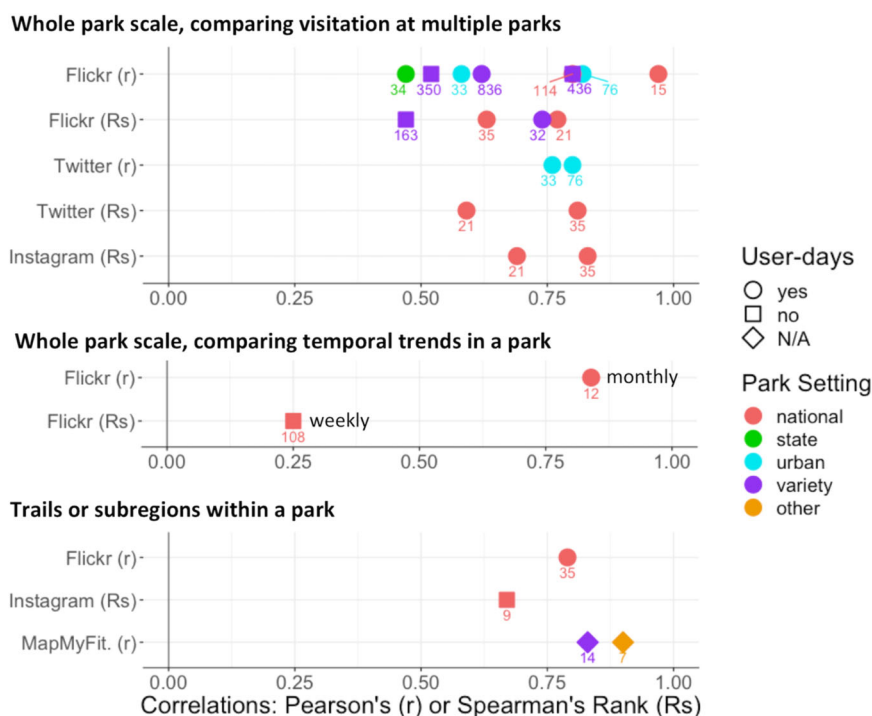 Whole park scale, comparing visitation at multiple parks
Flickr (r)
34 350 33 836 114 436 76 15
Flickr (Rs)
163 35 32 21
Twitter (r)
33 76
Twitter (Rs)
21 35
Instagram (Rs)
21 35
0.00 0.25 0.50 0.75 1.00
Whole park scale, comparing temporal trends in a park
Flickr (r) monthly
12
Flickr (Rs) weekly
108
0.00 0.25 0.50 0.75 1.00
Trails or subregions within a park
Flickr (r)
35
Instagram (Rs)
9
MapMyFit. (r)
14 7
0.00 0.25 0.50 0.75 1.00
Correlations: Pearson's (r) or Spearman's Rank (Rs)
User-days
yes
no
N/A
Park Setting
national
state
urban
variety
other